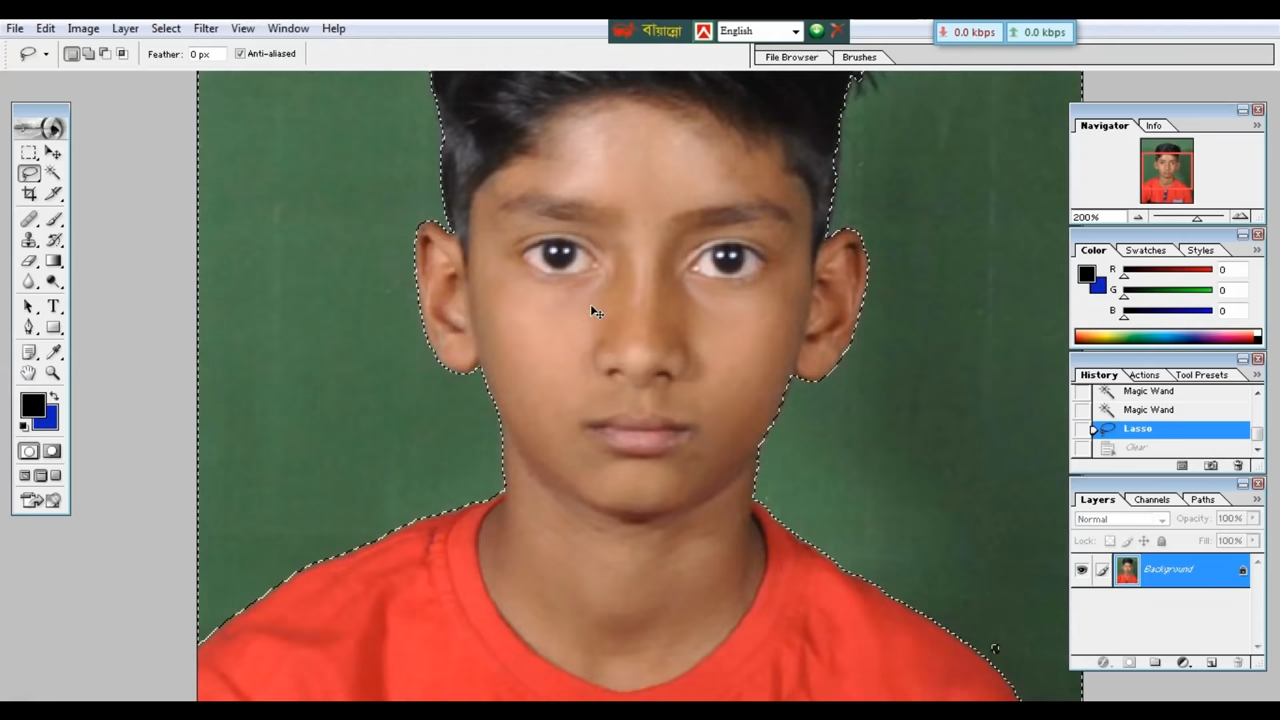 File Edit Image Layer Select Filter View Window Help
বায়ান্নো English 0.0 kbps 0.0 kbps
Feather: 0 px Anti-aliased
File Browser Brushes
Navigator Info
200%
Color Swatches Styles
R 0
G 0
B 0
History Actions Tool Presets
Magic Wand
Magic Wand
Lasso
Clear
Layers Channels Paths
Normal Opacity: 100%
Lock: Fill: 100%
Background